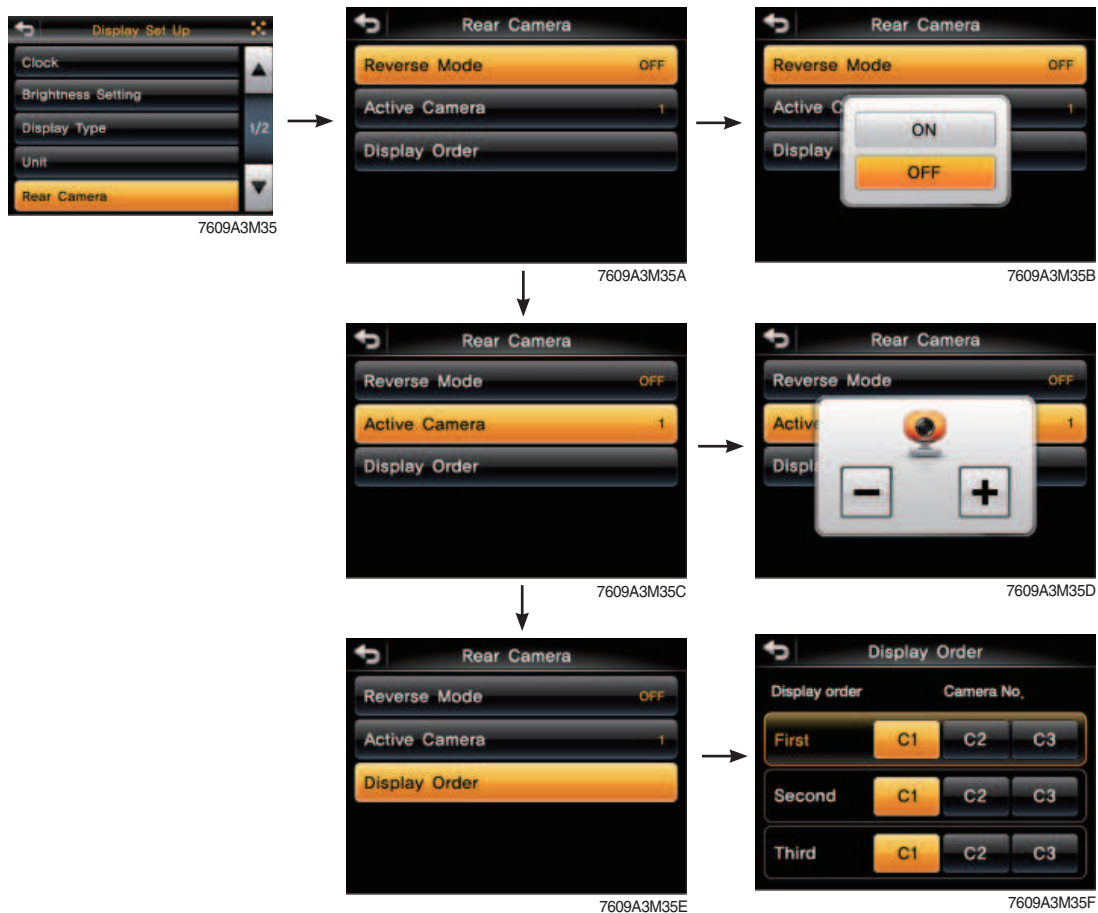 Display Set Up
Clock
Brightness Setting
Display Type
1/2
Unit
Rear Camera
7609A3M35
Rear Camera
Reverse Mode OFF
Active Camera 1
Display Order
7609A3M35A
Rear Camera
Reverse Mode OFF
Active C 1
ON
Display
OFF
7609A3M35B
Rear Camera
Reverse Mode OFF
Active Camera 1
Display Order
7609A3M35C
Rear Camera
Reverse Mode OFF
Active 1
Displa
− +
7609A3M35D
Rear Camera
Reverse Mode OFF
Active Camera 1
Display Order
7609A3M35E
Display Order
Display order Camera No.
First C1 C2 C3
Second C1 C2 C3
Third C1 C2 C3
7609A3M35F